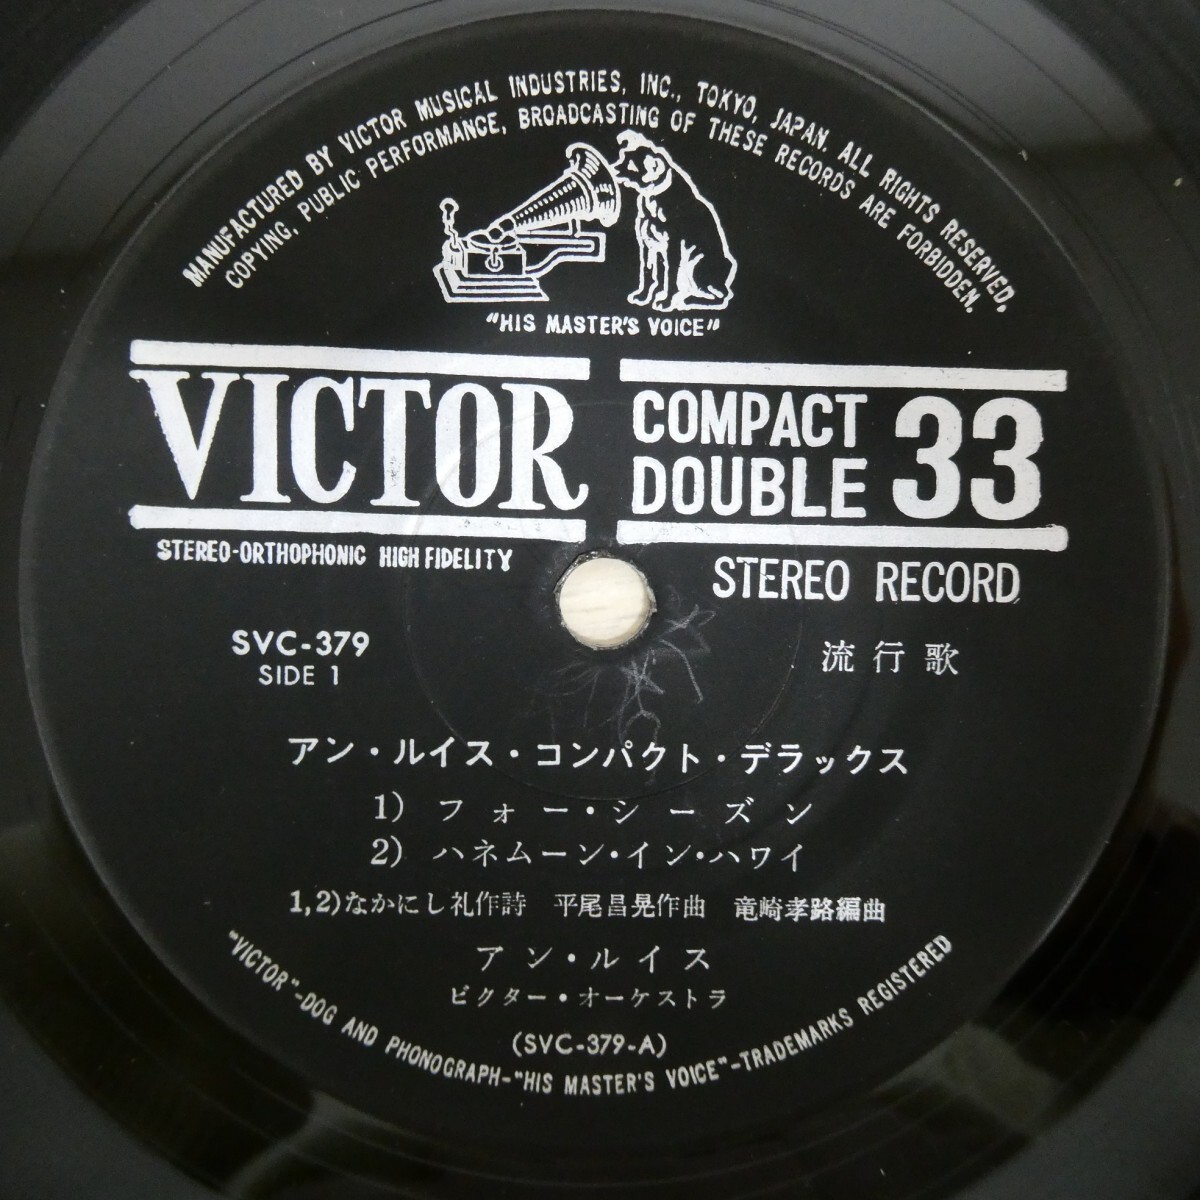 MANUFACTURED BY VICTOR MUSICAL INDUSTRIES, INC., TOKYO, JAPAN. ALL RIGHTS RESERVED.
COPYING, PUBLIC PERFORMANCE, BROADCASTING OF THESE RECORDS ARE FORBIDDEN.
"HIS MASTER'S VOICE"
VICTOR
COMPACT
DOUBLE
33
STEREO-ORTHOPHONIC HIGH FIDELITY
STEREO RECORD
SVC-379
SIDE 1
流行歌
アン・ルイス・コンパクト・デラックス
1) フォー・シーズン
2) ハネムーン・イン・ハワイ
1,2)なかにし礼作詩 平尾昌晃作曲 竜崎孝路編曲
アン・ルイス
ビクター・オーケストラ
(SVC-379-A)
"VICTOR"-DOG AND PHONOGRAPH-"HIS MASTER'S VOICE"-TRADEMARKS REGISTERED